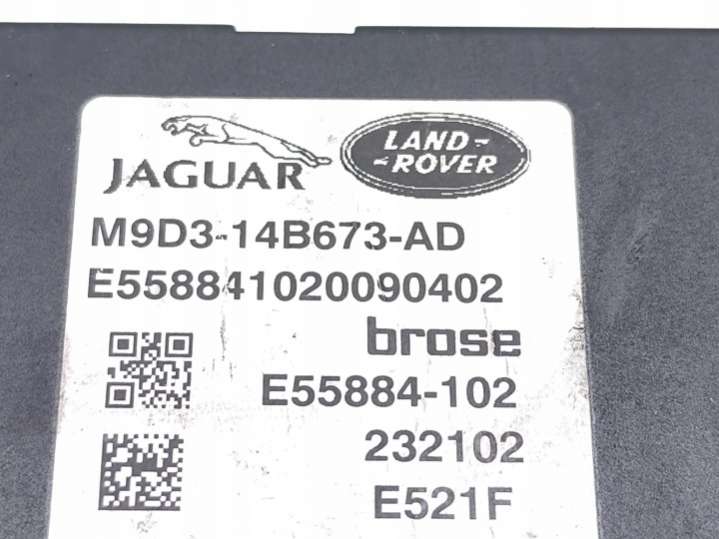 JAGUAR
LAND-
-ROVER
M9D3-14B673-AD
E558841020090402
brose
E55884-102
232102
E521F